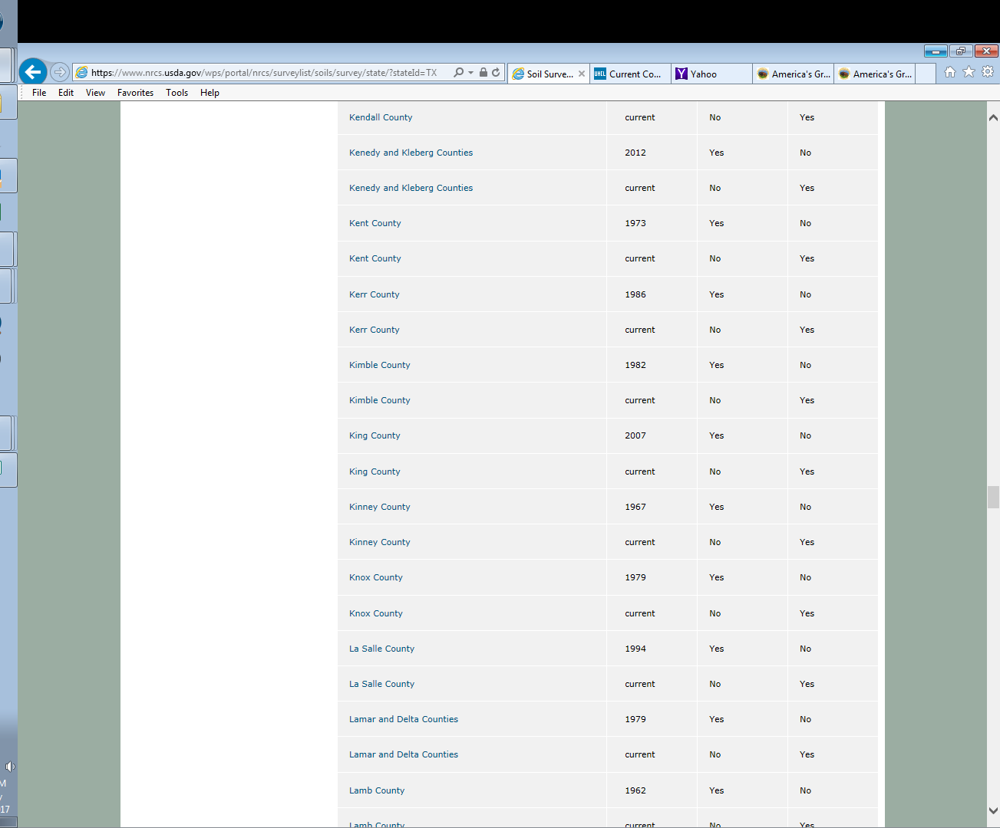 https://www.nrcs.usda.gov/wps/portal/nrcs/surveylist/soils/survey/state/?stateId=TX
Soil Surve...
UHCL Current Co...
Y Yahoo
America's Gr...
America's Gr...
File Edit View Favorites Tools Help
Kendall County current No Yes
Kenedy and Kleberg Counties 2012 Yes No
Kenedy and Kleberg Counties current No Yes
Kent County 1973 Yes No
Kent County current No Yes
Kerr County 1986 Yes No
Kerr County current No Yes
Kimble County 1982 Yes No
Kimble County current No Yes
King County 2007 Yes No
King County current No Yes
Kinney County 1967 Yes No
Kinney County current No Yes
Knox County 1979 Yes No
Knox County current No Yes
La Salle County 1994 Yes No
La Salle County current No Yes
Lamar and Delta Counties 1979 Yes No
Lamar and Delta Counties current No Yes
Lamb County 1962 Yes No
Lamb County current No Yes
M
17